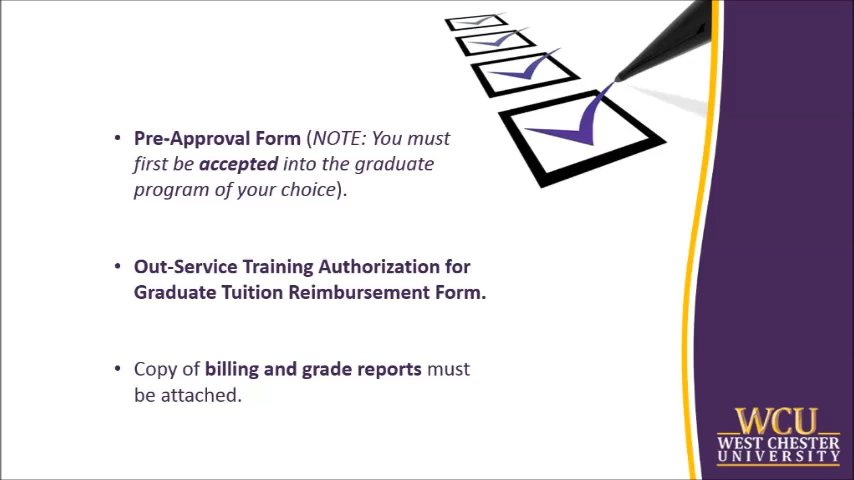 • Pre-Approval Form (NOTE: You must
first be accepted into the graduate
program of your choice).
• Out-Service Training Authorization for
Graduate Tuition Reimbursement Form.
• Copy of billing and grade reports must
be attached.
WCU
WEST CHESTER
UNIVERSITY